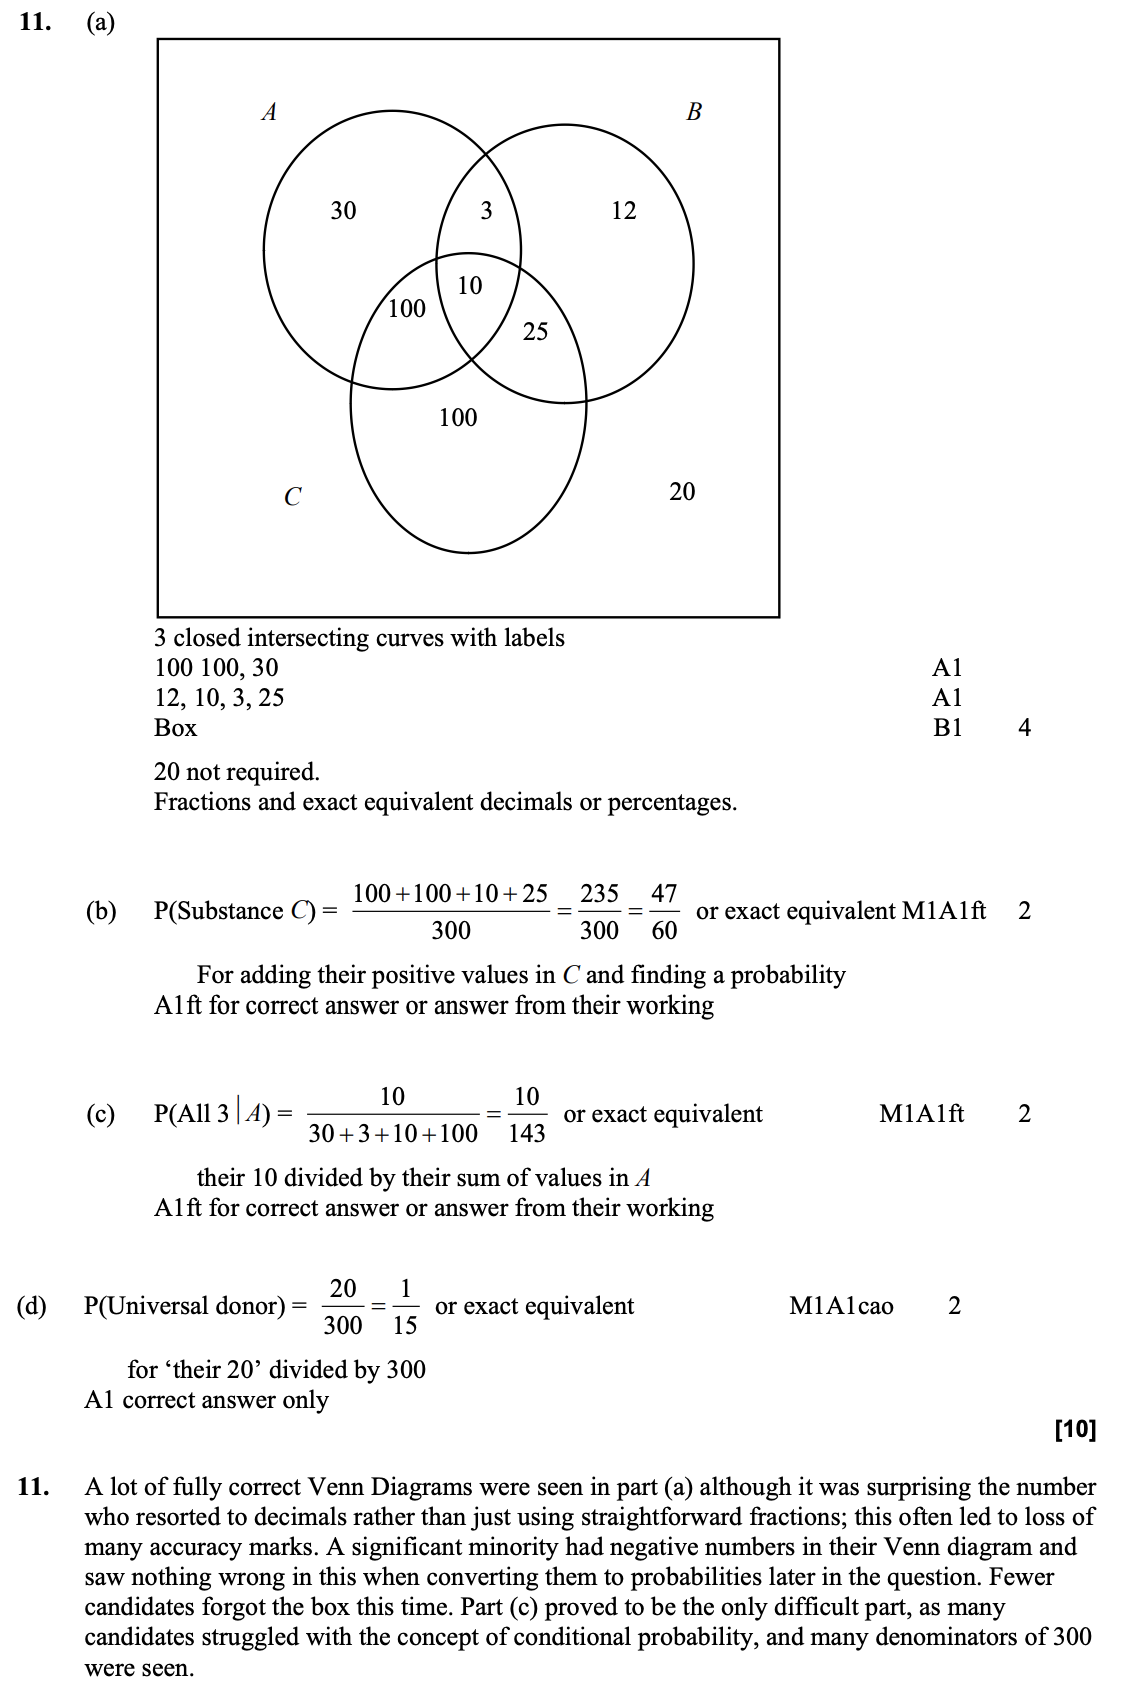 11. (a)
A B
30 3 12
10
100
25
100
C 20
3 closed intersecting curves with labels
100 100, 30 A1
12, 10, 3, 25 A1
Box B1 4
20 not required.
Fractions and exact equivalent decimals or percentages.
(b) P(Substance C) = (100+100+10+25)/300 = 235/300 = 47/60 or exact equivalent M1A1ft 2
For adding their positive values in C and finding a probability
A1ft for correct answer or answer from their working
(c) P(All 3 | A) = 10/(30+3+10+100) = 10/143 or exact equivalent M1A1ft 2
their 10 divided by their sum of values in A
A1ft for correct answer or answer from their working
(d) P(Universal donor) = 20/300 = 1/15 or exact equivalent M1A1cao 2
for ‘their 20’ divided by 300
A1 correct answer only
[10]
11. A lot of fully correct Venn Diagrams were seen in part (a) although it was surprising the number
who resorted to decimals rather than just using straightforward fractions; this often led to loss of
many accuracy marks. A significant minority had negative numbers in their Venn diagram and
saw nothing wrong in this when converting them to probabilities later in the question. Fewer
candidates forgot the box this time. Part (c) proved to be the only difficult part, as many
candidates struggled with the concept of conditional probability, and many denominators of 300
were seen.